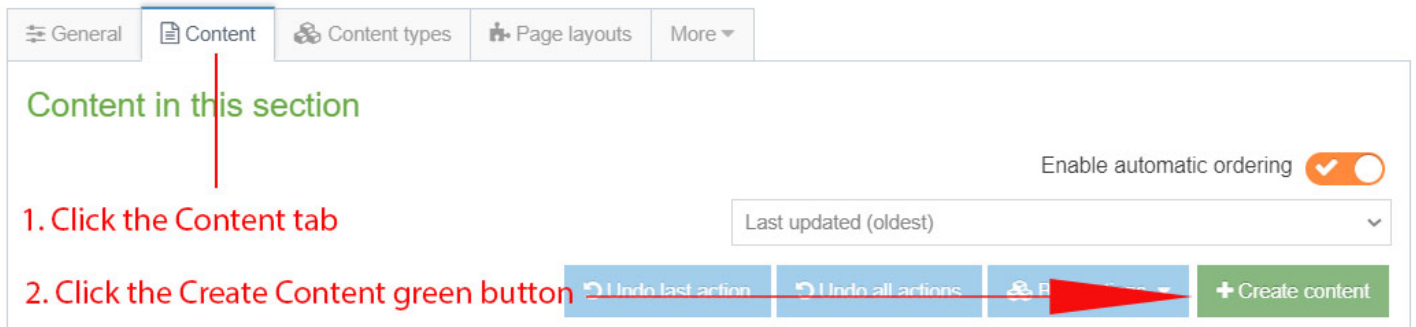 General Content Content types Page layouts More
Content in this section
Enable automatic ordering
1. Click the Content tab
Last updated (oldest)
2. Click the Create Content green button Undo last action Undo all actions Create content